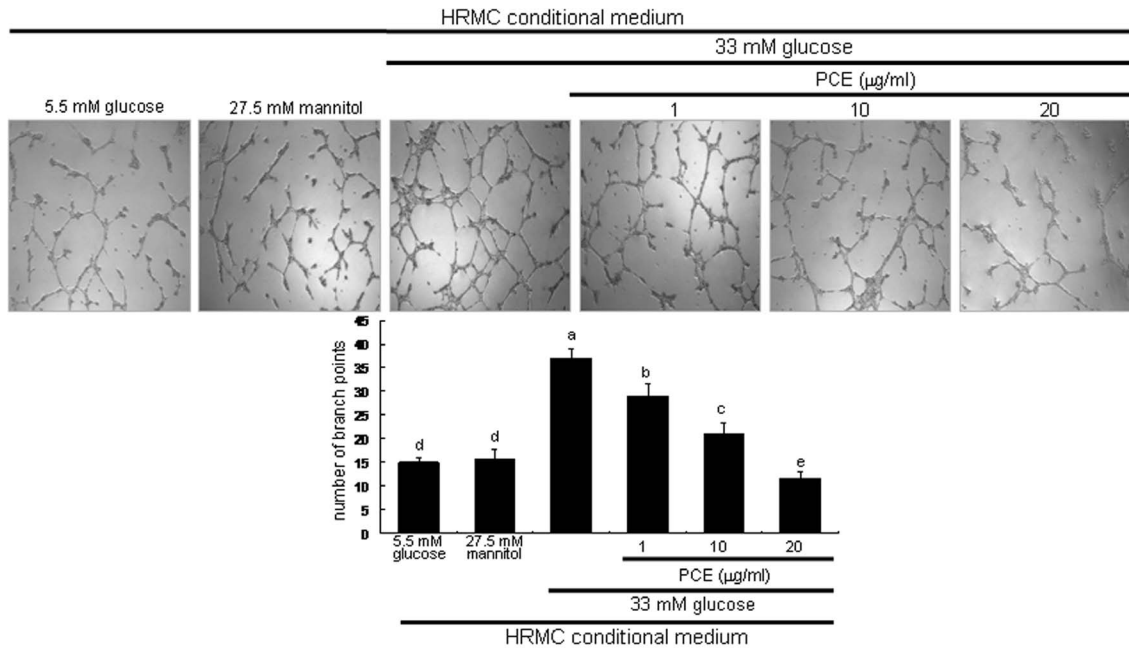 HRMC conditional medium
33 mM glucose
PCE (μg/ml)
5.5 mM glucose 27.5 mM mannitol 1 10 20
45
40
35
30
25
20
15
10
5
0
number of branch points
d d a b c e
5.5 mM 27.5 mM 1 10 20
glucose mannitol
PCE (μg/ml)
33 mM glucose
HRMC conditional medium